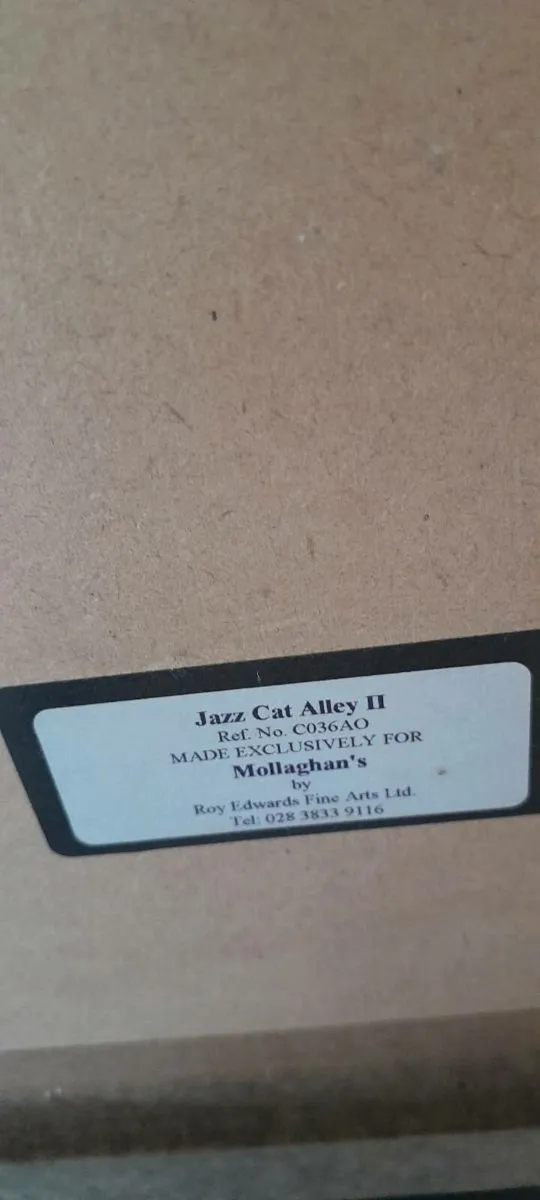 Jazz Cat Alley II
Ref. No. C036AO
MADE EXCLUSIVELY FOR
Mollaghan's
by
Roy Edwards Fine Arts Ltd.
Tel: 028 3833 9116